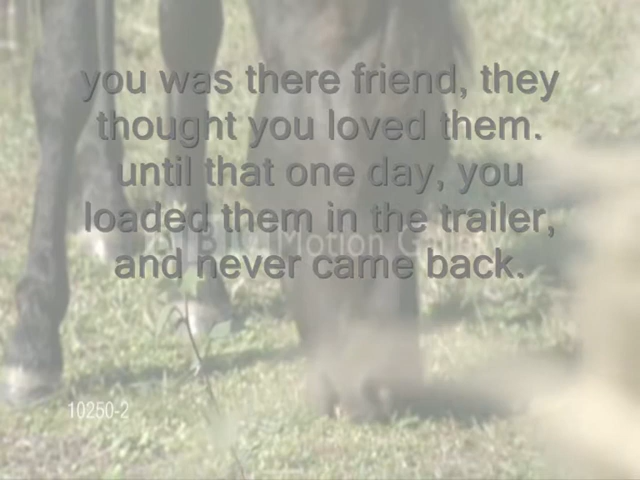 you was there friend, they
thought you loved them.
until that one day, you
loaded them in the trailer,
and never came back.
Motion
10250-2